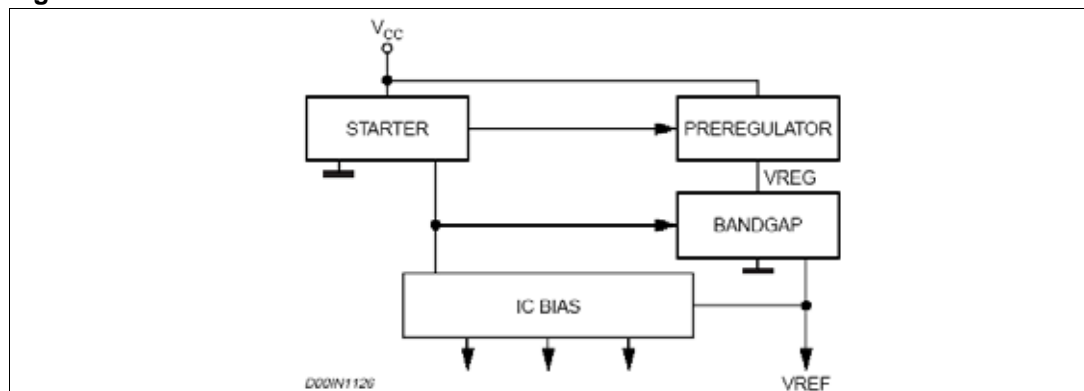 VCC
STARTER
PREREGULATOR
VREG
BANDGAP
IC BIAS
D00IN1126
VREF